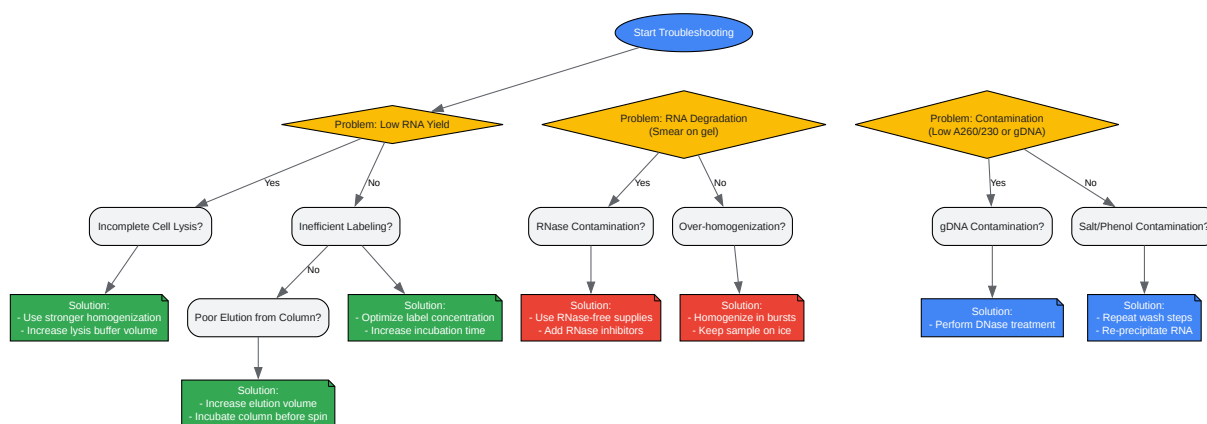 Start Troubleshooting
Problem: Low RNA Yield
Problem: RNA Degradation
(Smear on gel)
Problem: Contamination
(Low A260/230 or gDNA)
Yes
No
Yes
No
Yes
No
Incomplete Cell Lysis?
Inefficient Labeling?
RNase Contamination?
Over-homogenization?
gDNA Contamination?
Salt/Phenol Contamination?
No
Solution:
- Use stronger homogenization
- Increase lysis buffer volume
Poor Elution from Column?
Solution:
- Optimize label concentration
- Increase incubation time
Solution:
- Use RNase-free supplies
- Add RNase inhibitors
Solution:
- Homogenize in bursts
- Keep sample on ice
Solution:
- Perform DNase treatment
Solution:
- Repeat wash steps
- Re-precipitate RNA
Solution:
- Increase elution volume
- Incubate column before spin